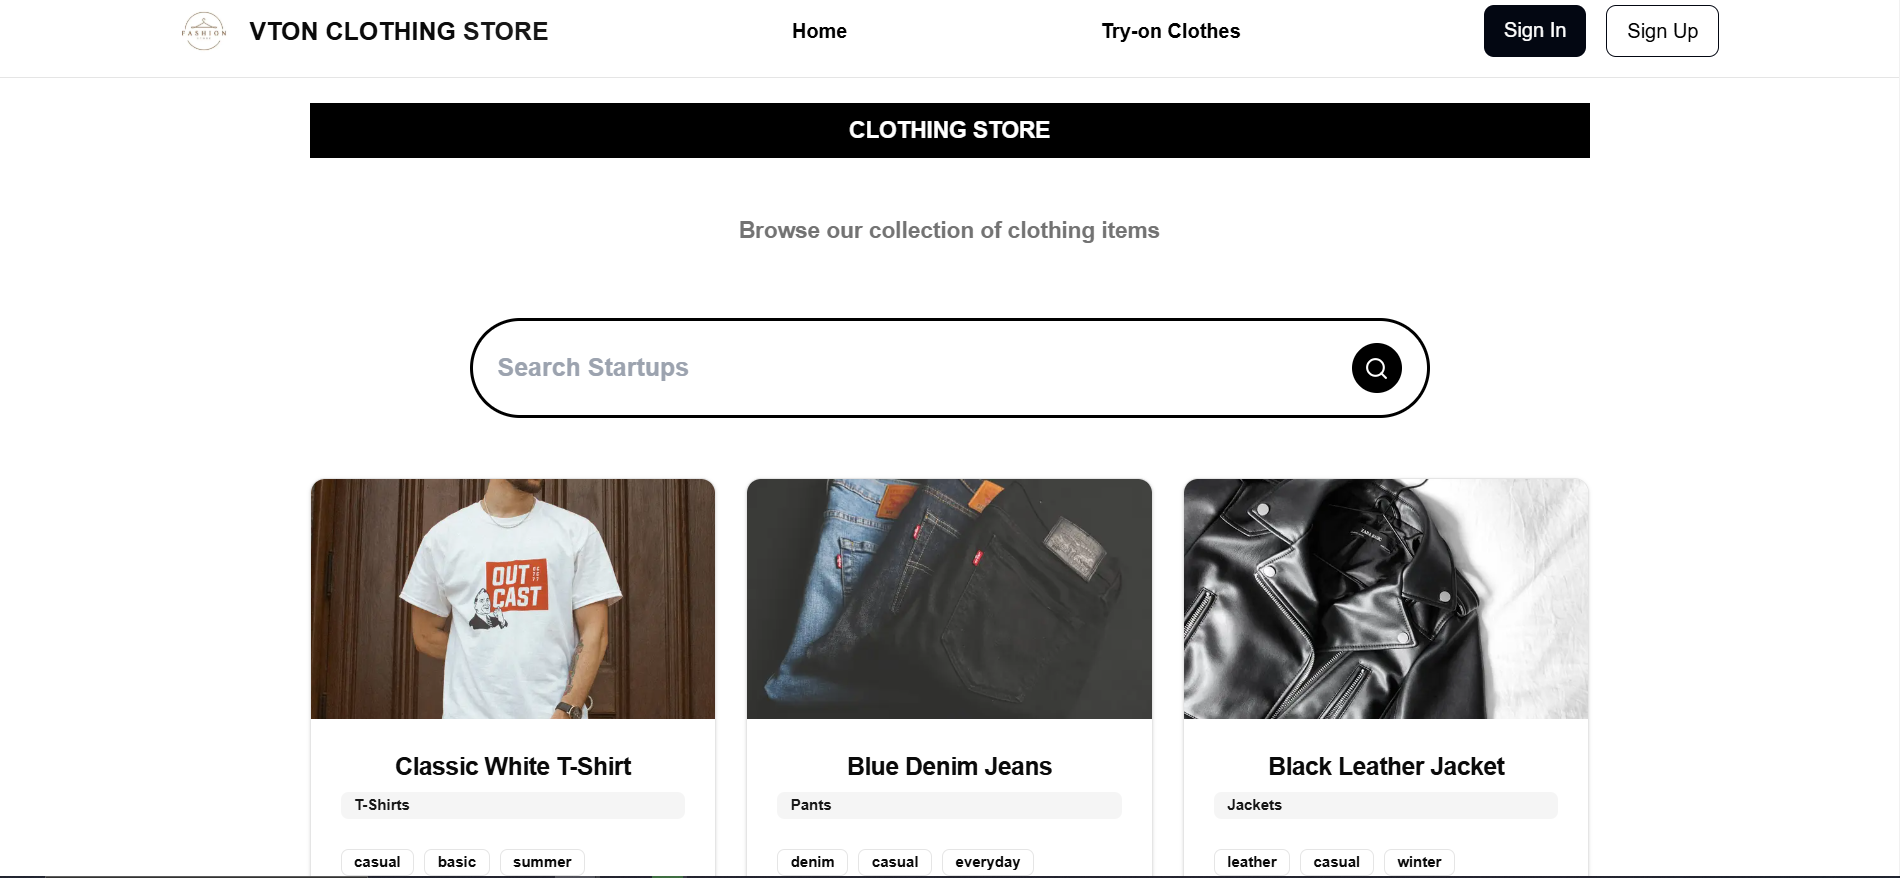 FASHION
VTON CLOTHING STORE
Home
Try-on Clothes
Sign In
Sign Up
CLOTHING STORE
Browse our collection of clothing items
Search Startups
OUT
CAST
Classic White T-Shirt
Blue Denim Jeans
Black Leather Jacket
T-Shirts
Pants
Jackets
casual
basic
summer
denim
casual
everyday
leather
casual
winter